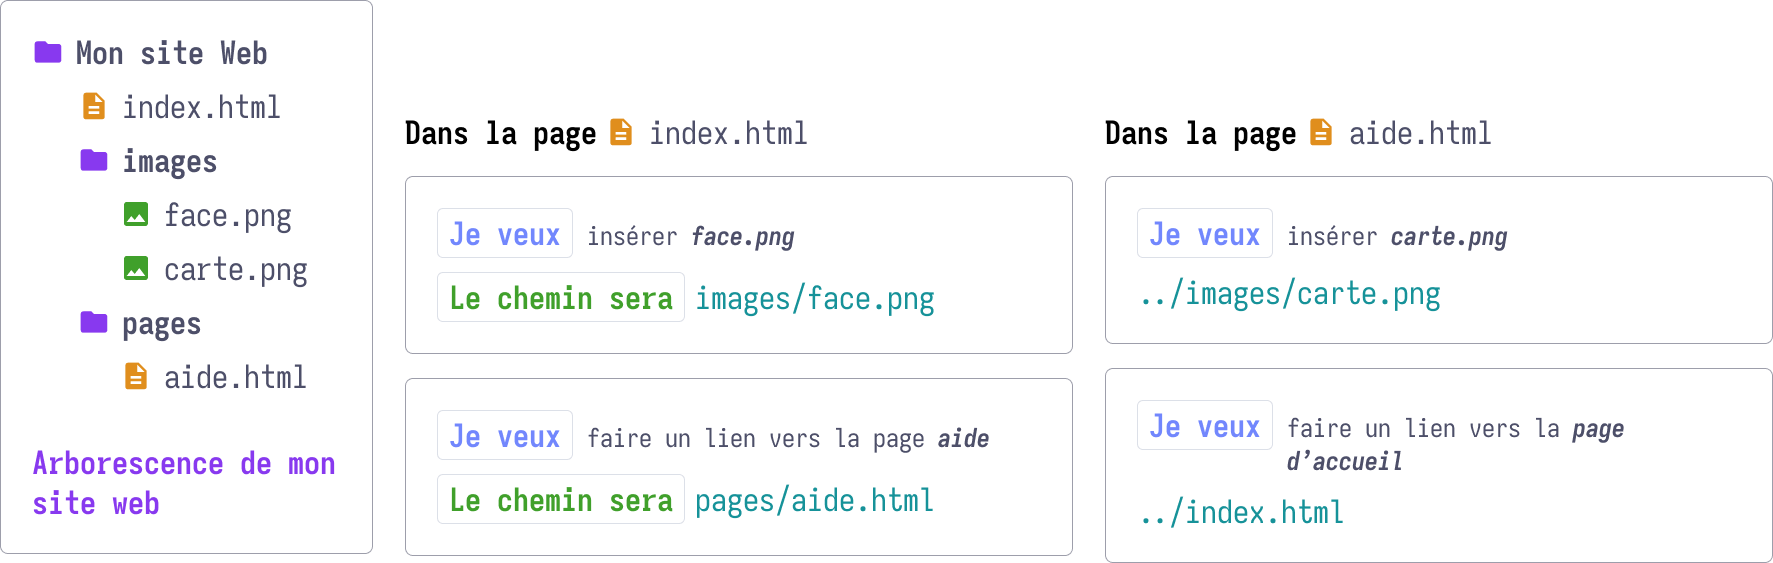 Mon site Web
index.html
images
face.png
carte.png
pages
aide.html
Arborescence de mon
site web
Dans la page index.html
Je veux insérer face.png
Le chemin sera images/face.png
Je veux faire un lien vers la page aide
Le chemin sera pages/aide.html
Dans la page aide.html
Je veux insérer carte.png
../images/carte.png
Je veux faire un lien vers la page
d’accueil
../index.html